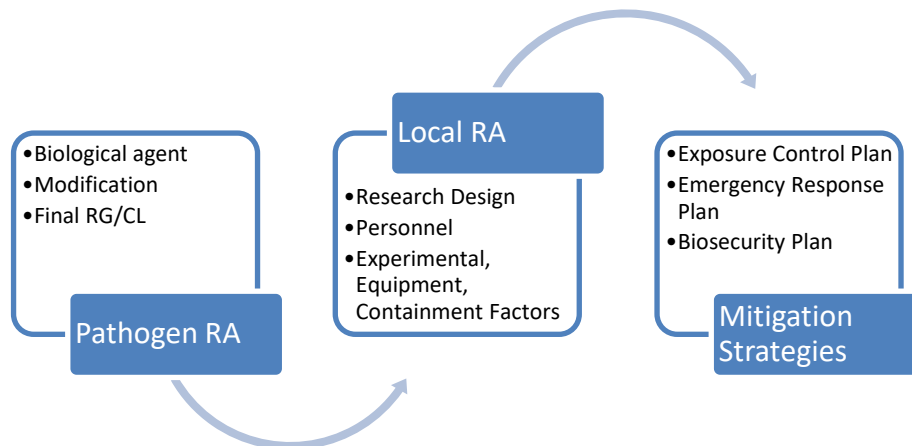 •Biological agent
•Modification
•Final RG/CL
Pathogen RA
Local RA
•Research Design
•Personnel
•Experimental,
Equipment,
Containment Factors
•Exposure Control Plan
•Emergency Response
Plan
•Biosecurity Plan
Mitigation
Strategies